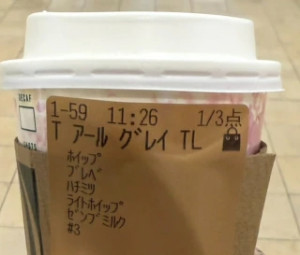 DECAF
1-59 11:26 1/3点
T アール グレイ TL
ホイップ
ブレベ
ハチミツ
ライトホイップ
ゼンブミルク
#3